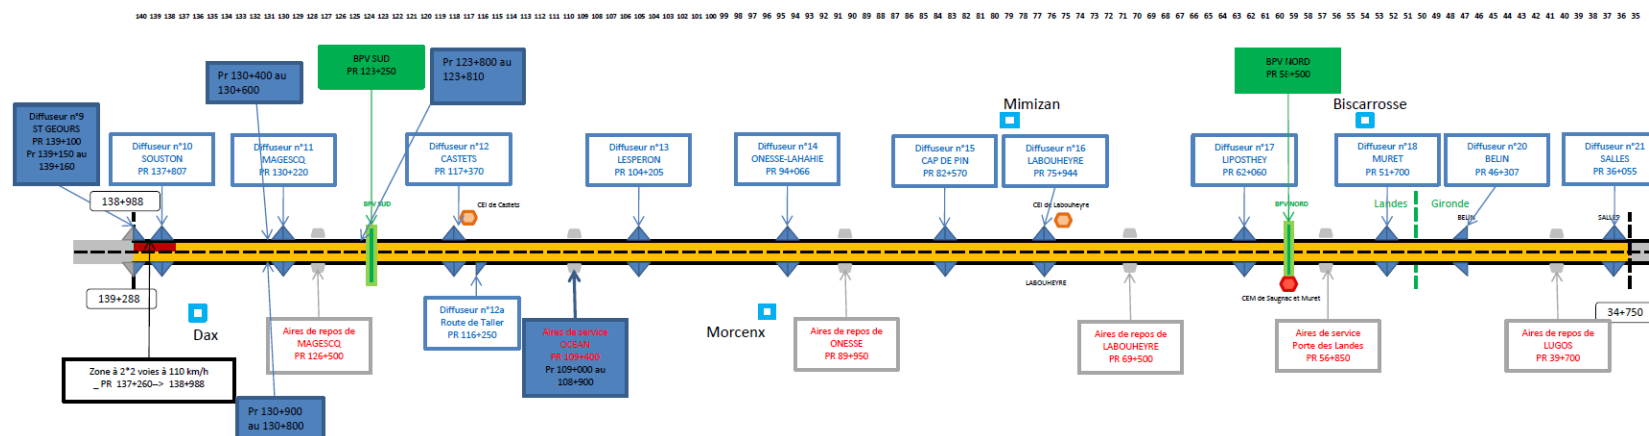 140 139 138 137 136 135 134 133 132 131 130 129 128 127 126 125 124 123 122 121 120 119 118 117 116 115 114 113 112 111 110 109 108 107 106 105 104 103 102 101 100 99 98 97 96 95 94 93 92 91 90 89 88 87 86 85 84 83 82 81 80 79 78 77 76 75 74 73 72 71 70 69 68 67 66 65 64 63 62 61 60 59 58 57 56 55 54 53 52 51 50 49 48 47 46 45 44 43 42 41 40 39 38 37 36 35
Diffuseur n°9
ST GEOURS
PR 139+100
Pr 139+150 au
139+160
Pr 130+400 au
130+600
BPV SUD
PR 123+250
Pr 123+800 au
123+810
BPV NORD
PR 58+500
Mimizan
Biscarrosse
Diffuseur n°10
SOUSTON
PR 137+807
Diffuseur n°11
MAGESCQ
PR 130+220
Diffuseur n°12
CASTETS
PR 117+370
Diffuseur n°13
LESPERON
PR 104+205
Diffuseur n°14
ONESSE-LAHAHIE
PR 94+066
Diffuseur n°15
CAP DE PIN
PR 82+570
Diffuseur n°16
LABOUHEYRE
PR 75+944
Diffuseur n°17
LIPOSTHEY
PR 62+060
Diffuseur n°18
MURET
PR 51+700
Diffuseur n°20
BELIN
PR 46+307
Diffuseur n°21
SALLES
PR 36+055
138+988
BPV SUD
CEI de Castets
CEI de Labouheyre
BPV NORD
Landes
Gironde
BELIN
SALLES
139+288
LABOUHEYRE
CEM de Saugnac et Muret
34+750
Dax
Morcenx
Aires de repos de
MAGESCQ
PR 126+500
Diffuseur n°12a
Route de Taller
PR 116+250
Aires de service
OCEAN
PR 109+400
Pr 109+000 au
108+900
Aires de repos de
ONESSE
PR 89+950
Aires de repos de
LABOUHEYRE
PR 69+500
Aires de service
Porte des Landes
PR 56+850
Aires de repos de
LUGOS
PR 39+700
Zone à 2*2 voies à 110 km/h
_ PR 137+260--> 138+988
Pr 130+900
au 130+800